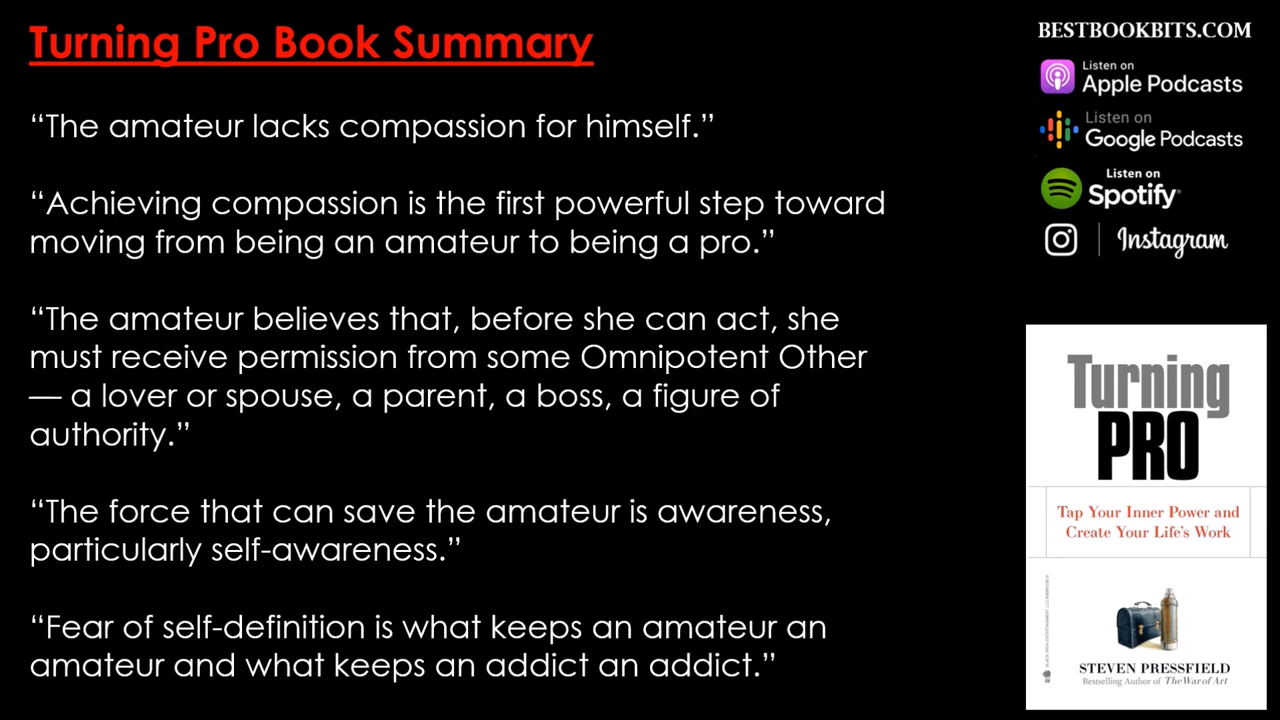 Turning Pro Book Summary
“The amateur lacks compassion for himself.”
“Achieving compassion is the first powerful step toward
moving from being an amateur to being a pro.”
“The amateur believes that, before she can act, she
must receive permission from some Omnipotent Other
— a lover or spouse, a parent, a boss, a figure of
authority.”
“The force that can save the amateur is awareness,
particularly self-awareness.”
“Fear of self-definition is what keeps an amateur an
amateur and what keeps an addict an addict.”
BESTBOOKBITS.COM
Listen on
Apple Podcasts
Listen on
Google Podcasts
Listen on
Spotify
Instagram
Turning
PRO
Tap Your Inner Power and
Create Your Life’s Work
STEVEN PRESSFIELD
Bestselling Author of The War of Art